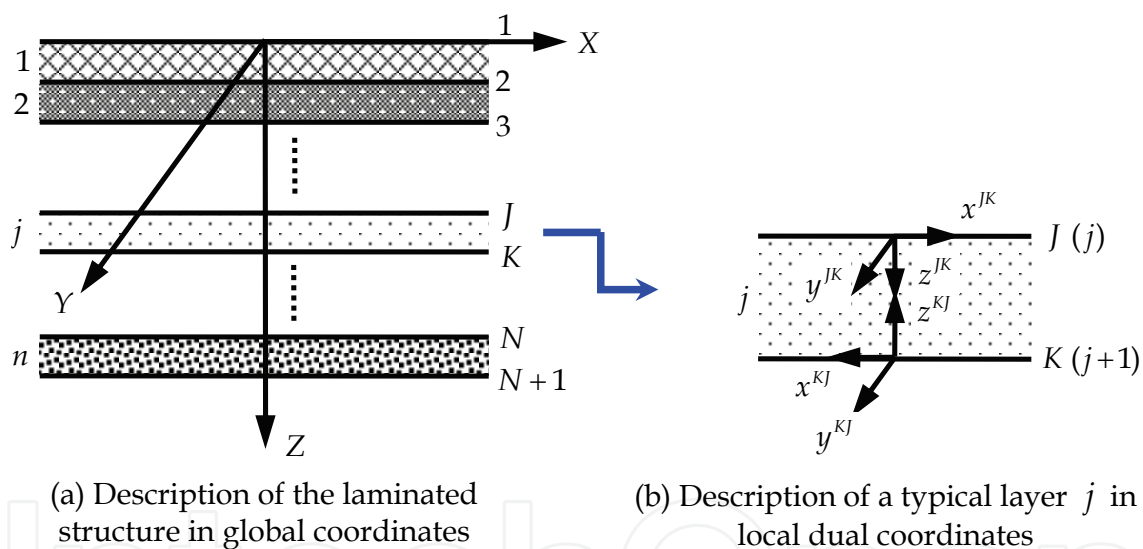 1
X
1
2
2
3
J
j
K
Y
N
n
N + 1
Z
x^{JK}
J (j)
z^{JK}
y^{JK}
j
z^{KJ}
K (j+1)
x^{KJ}
y^{KJ}
(a) Description of the laminated
structure in global coordinates
(b) Description of a typical layer j in
local dual coordinates